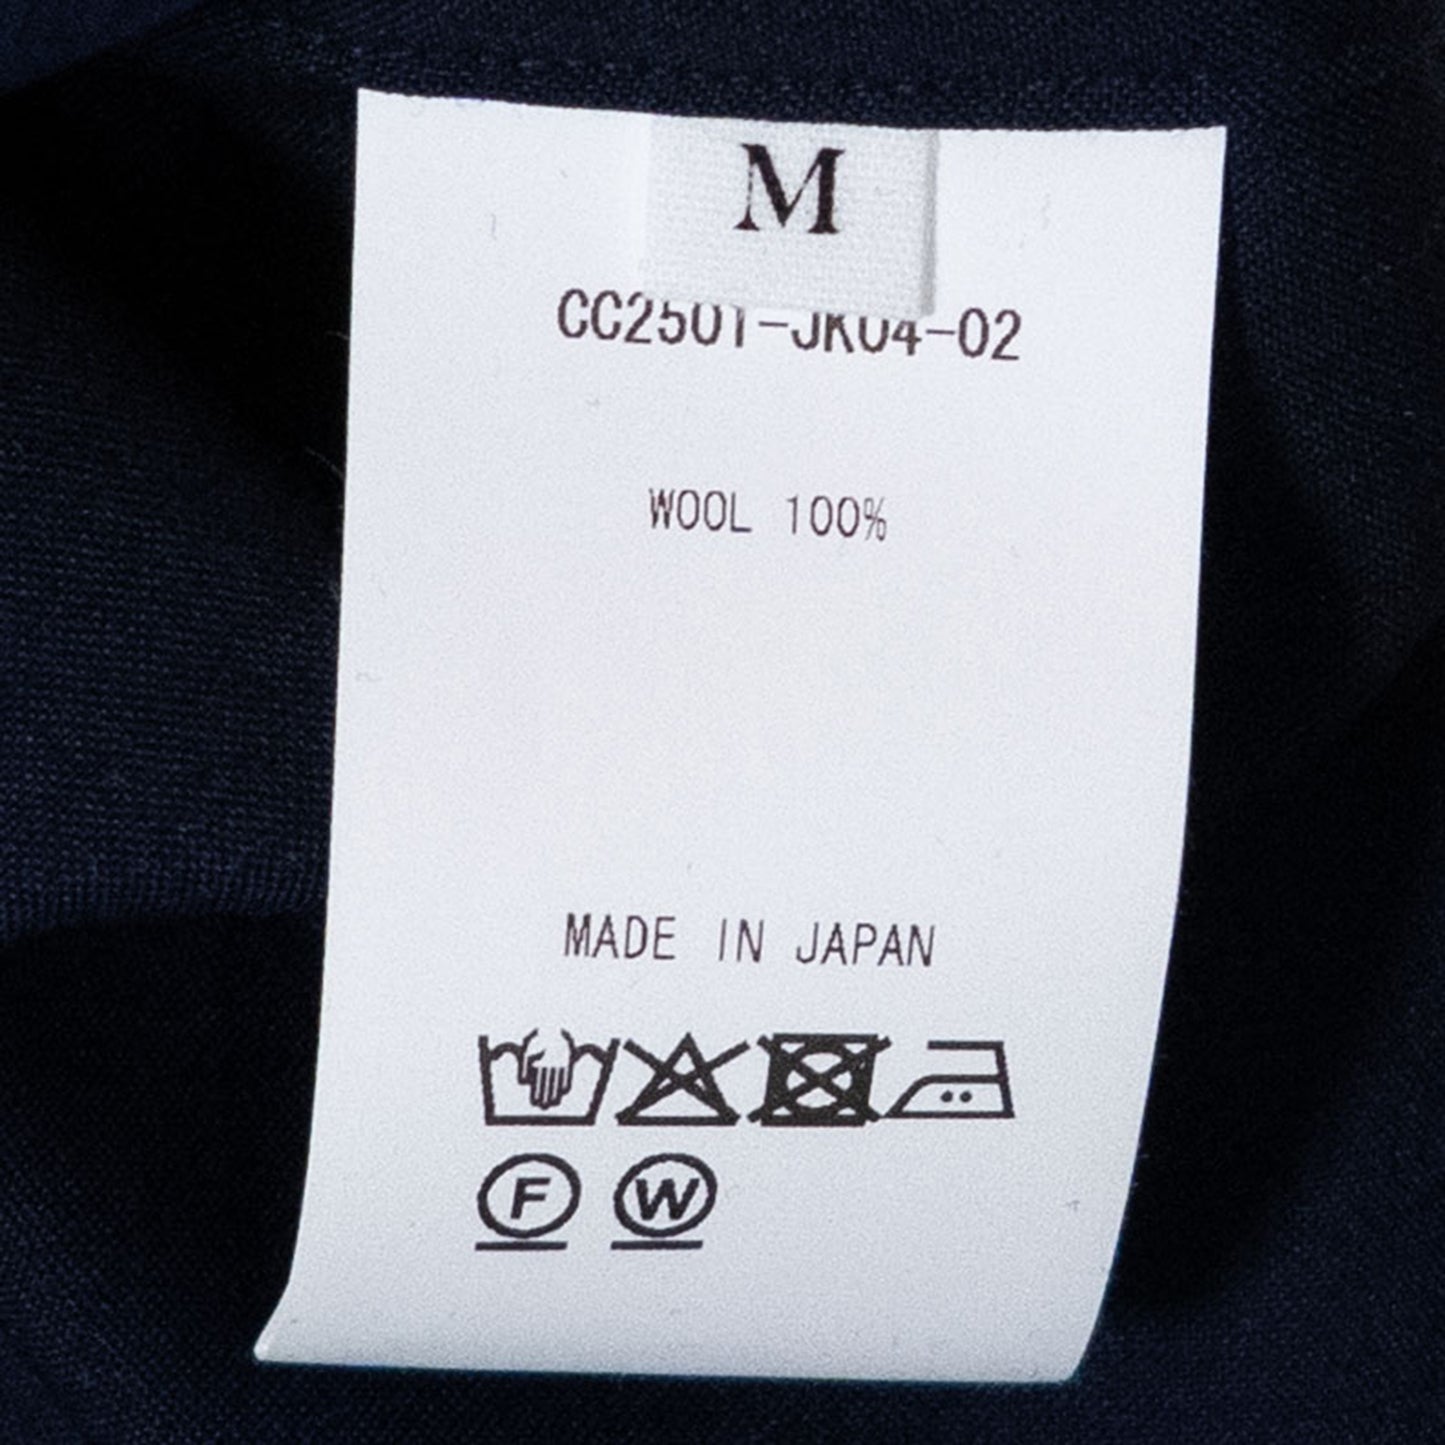 M
CC2501-JK04-02
WOOL 100%
MADE IN JAPAN
F W